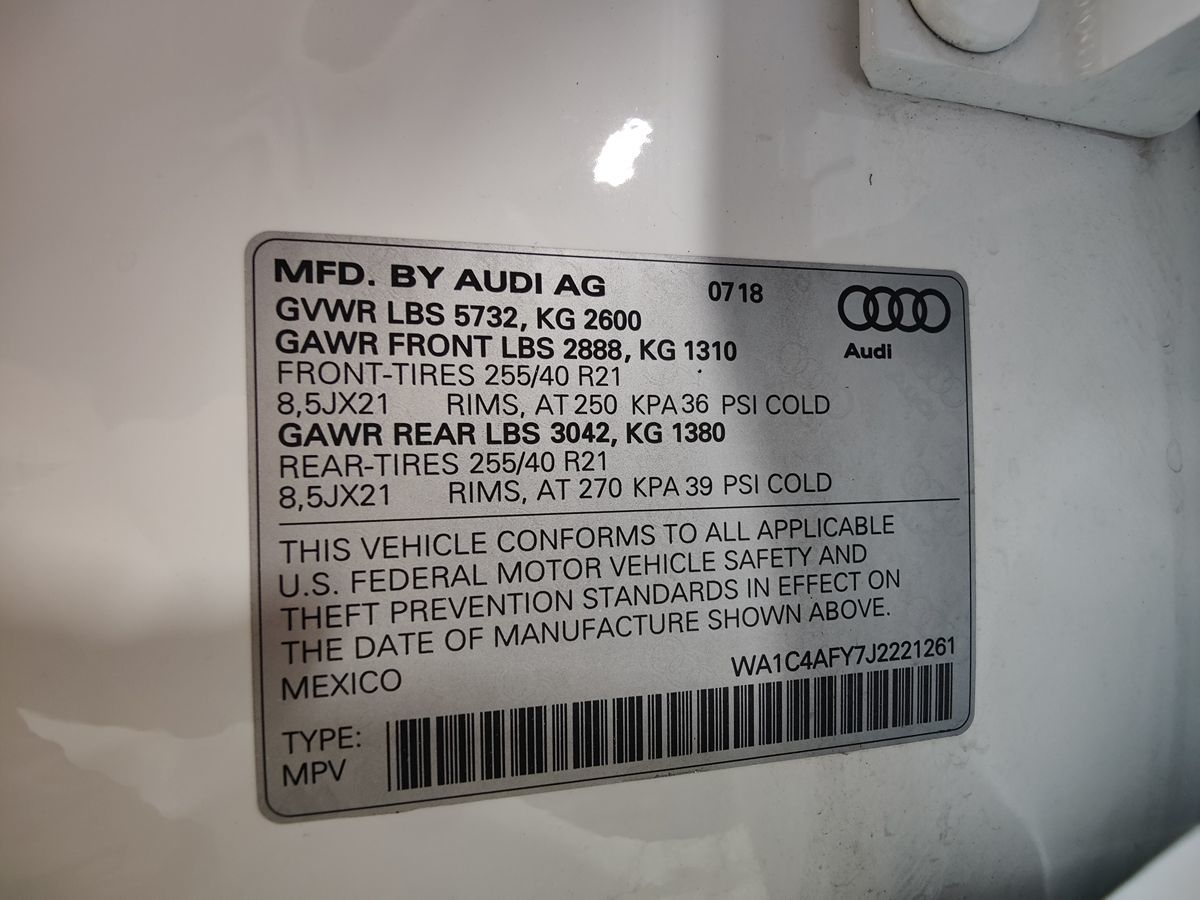 MFD. BY AUDI AG 0718
GVWR LBS 5732, KG 2600
GAWR FRONT LBS 2888, KG 1310
Audi
FRONT-TIRES 255/40 R21
8,5JX21 RIMS, AT 250 KPA 36 PSI COLD
GAWR REAR LBS 3042, KG 1380
REAR-TIRES 255/40 R21
8,5JX21 RIMS, AT 270 KPA 39 PSI COLD
THIS VEHICLE CONFORMS TO ALL APPLICABLE
U.S. FEDERAL MOTOR VEHICLE SAFETY AND
THEFT PREVENTION STANDARDS IN EFFECT ON
THE DATE OF MANUFACTURE SHOWN ABOVE.
MEXICO WA1C4AFY7J2221261
TYPE:
MPV